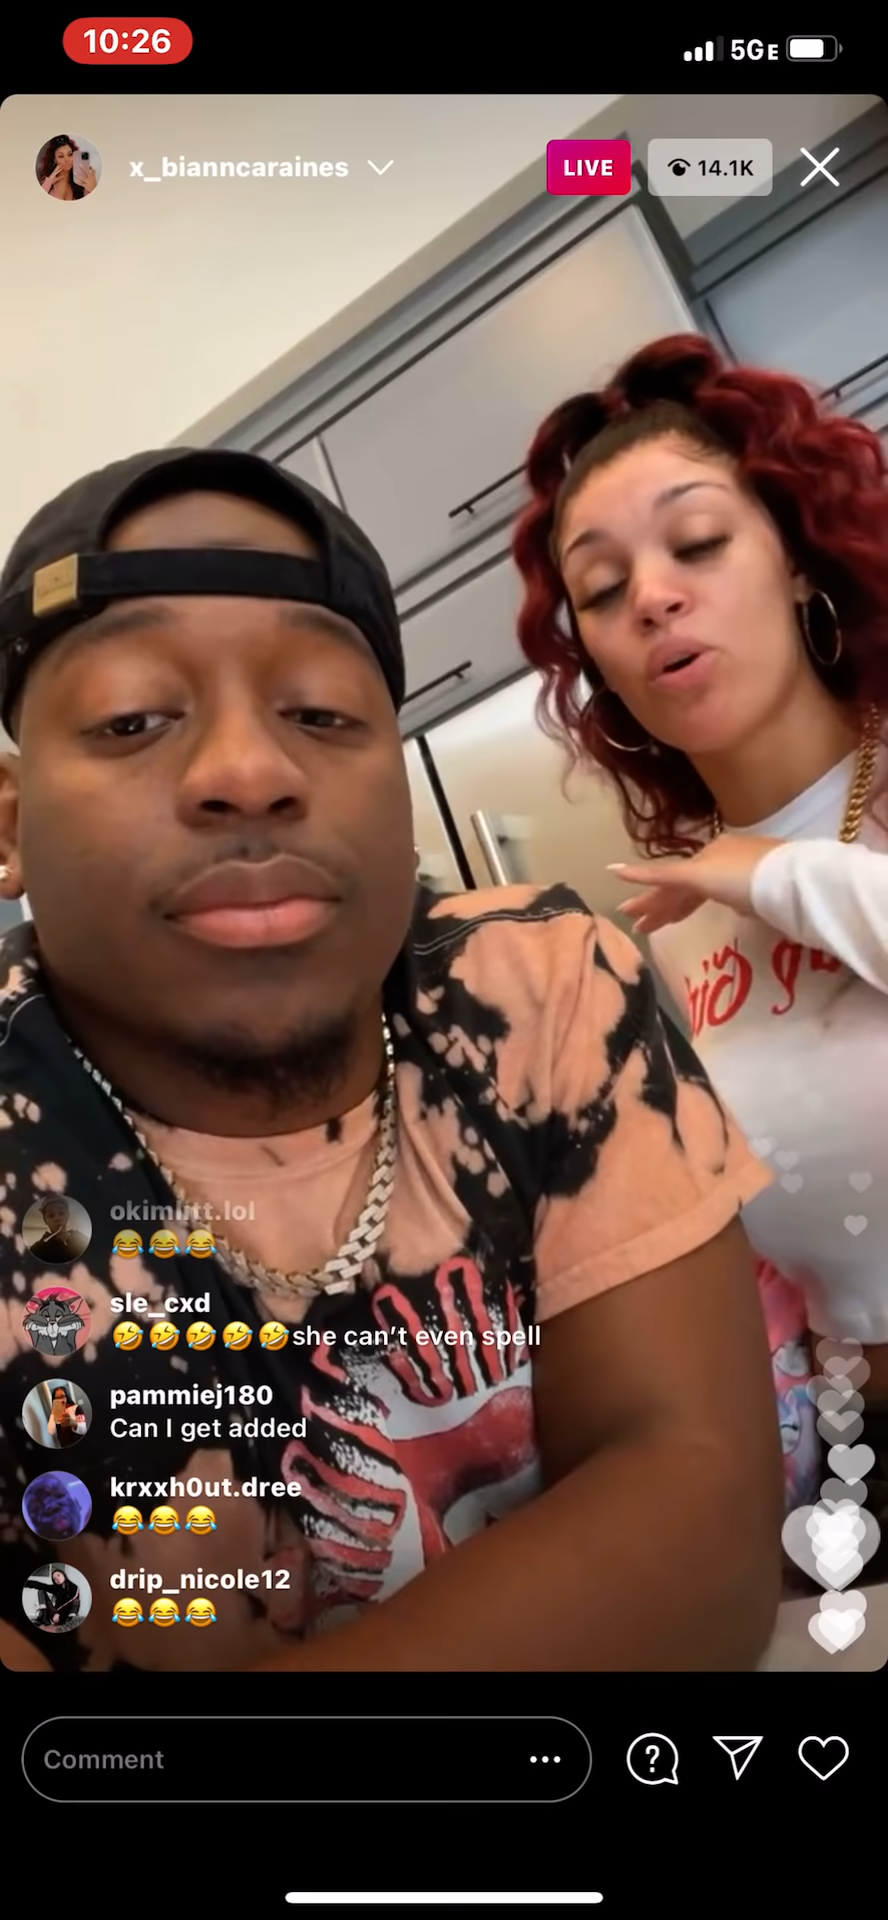 10:26
5GE
x_bianncaraines
LIVE
14.1K
okimlitt.lol
😂😂😂
sle_cxd
🤣🤣🤣🤣🤣she can’t even spell
pammiej180
Can I get added
krxxh0ut.dree
😂😂😂
drip_nicole12
😂😂😂
Comment